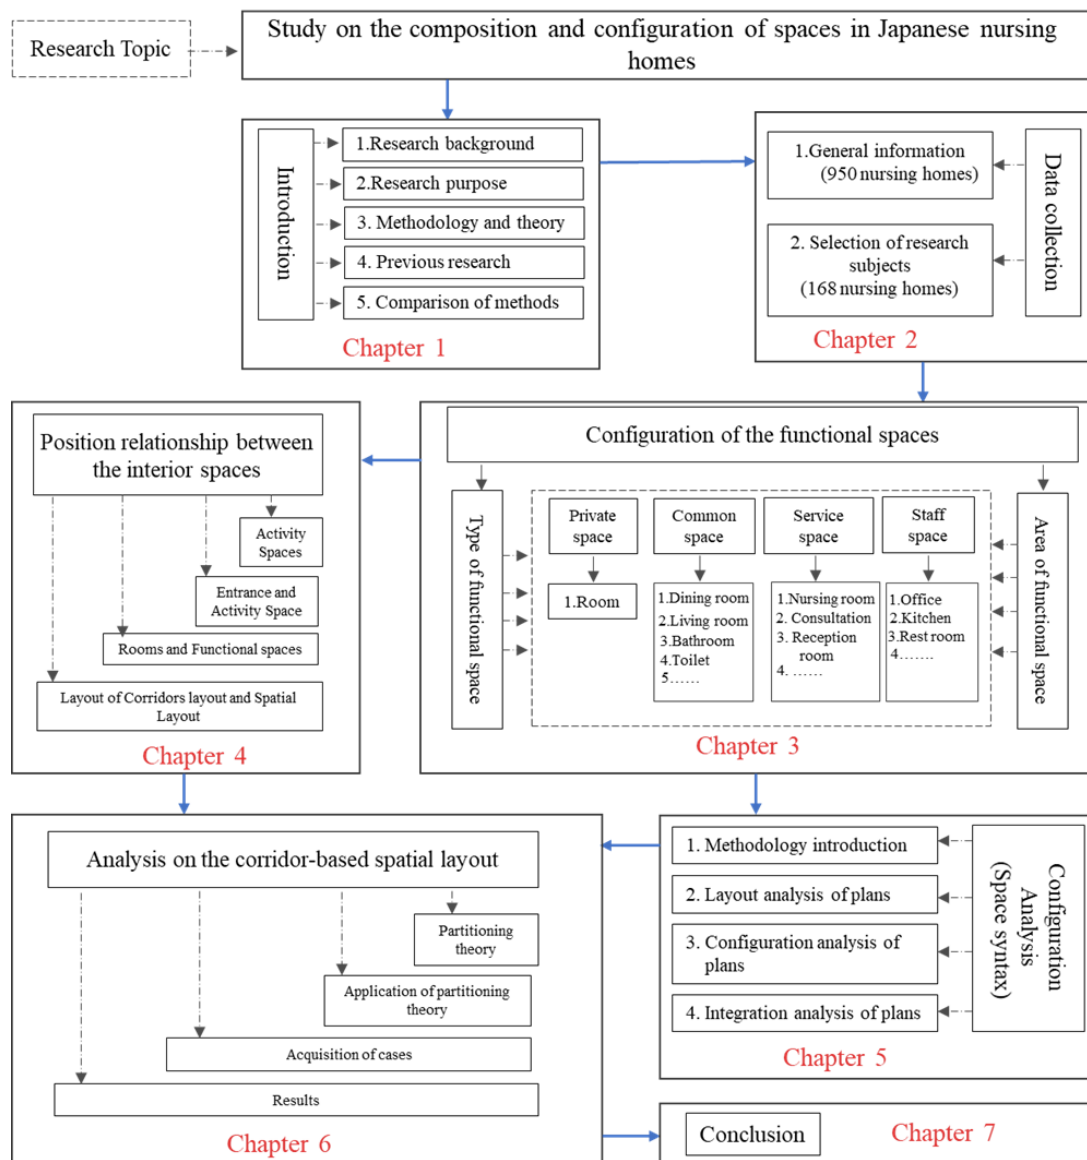 Research Topic
Study on the composition and configuration of spaces in Japanese nursing
homes
Introduction
1.Research background
2.Research purpose
3. Methodology and theory
4. Previous research
5. Comparison of methods
Chapter 1
1.General information
(950 nursing homes)
2. Selection of research
subjects
(168 nursing homes)
Data collection
Chapter 2
Position relationship between
the interior spaces
Activity
Spaces
Entrance and
Activity Space
Rooms and Functional spaces
Layout of Corridors layout and Spatial
Layout
Chapter 4
Configuration of the functional spaces
Type of functional space
Private
space
1.Room
Common
space
1.Dining room
2.Living room
3.Bathroom
4.Toilet
5......
Service
space
1.Nursing room
2. Consultation
3. Reception
room
4. ......
Staff space
1.Office
2.Kitchen
3.Rest room
4.......
Area of functional space
Chapter 3
Analysis on the corridor-based spatial layout
Partitioning
theory
Application of partitioning
theory
Acquisition of cases
Results
Chapter 6
1. Methodology introduction
2. Layout analysis of plans
3. Configuration analysis of
plans
4. Integration analysis of plans
Configuration
Analysis
(Space syntax)
Chapter 5
Conclusion
Chapter 7